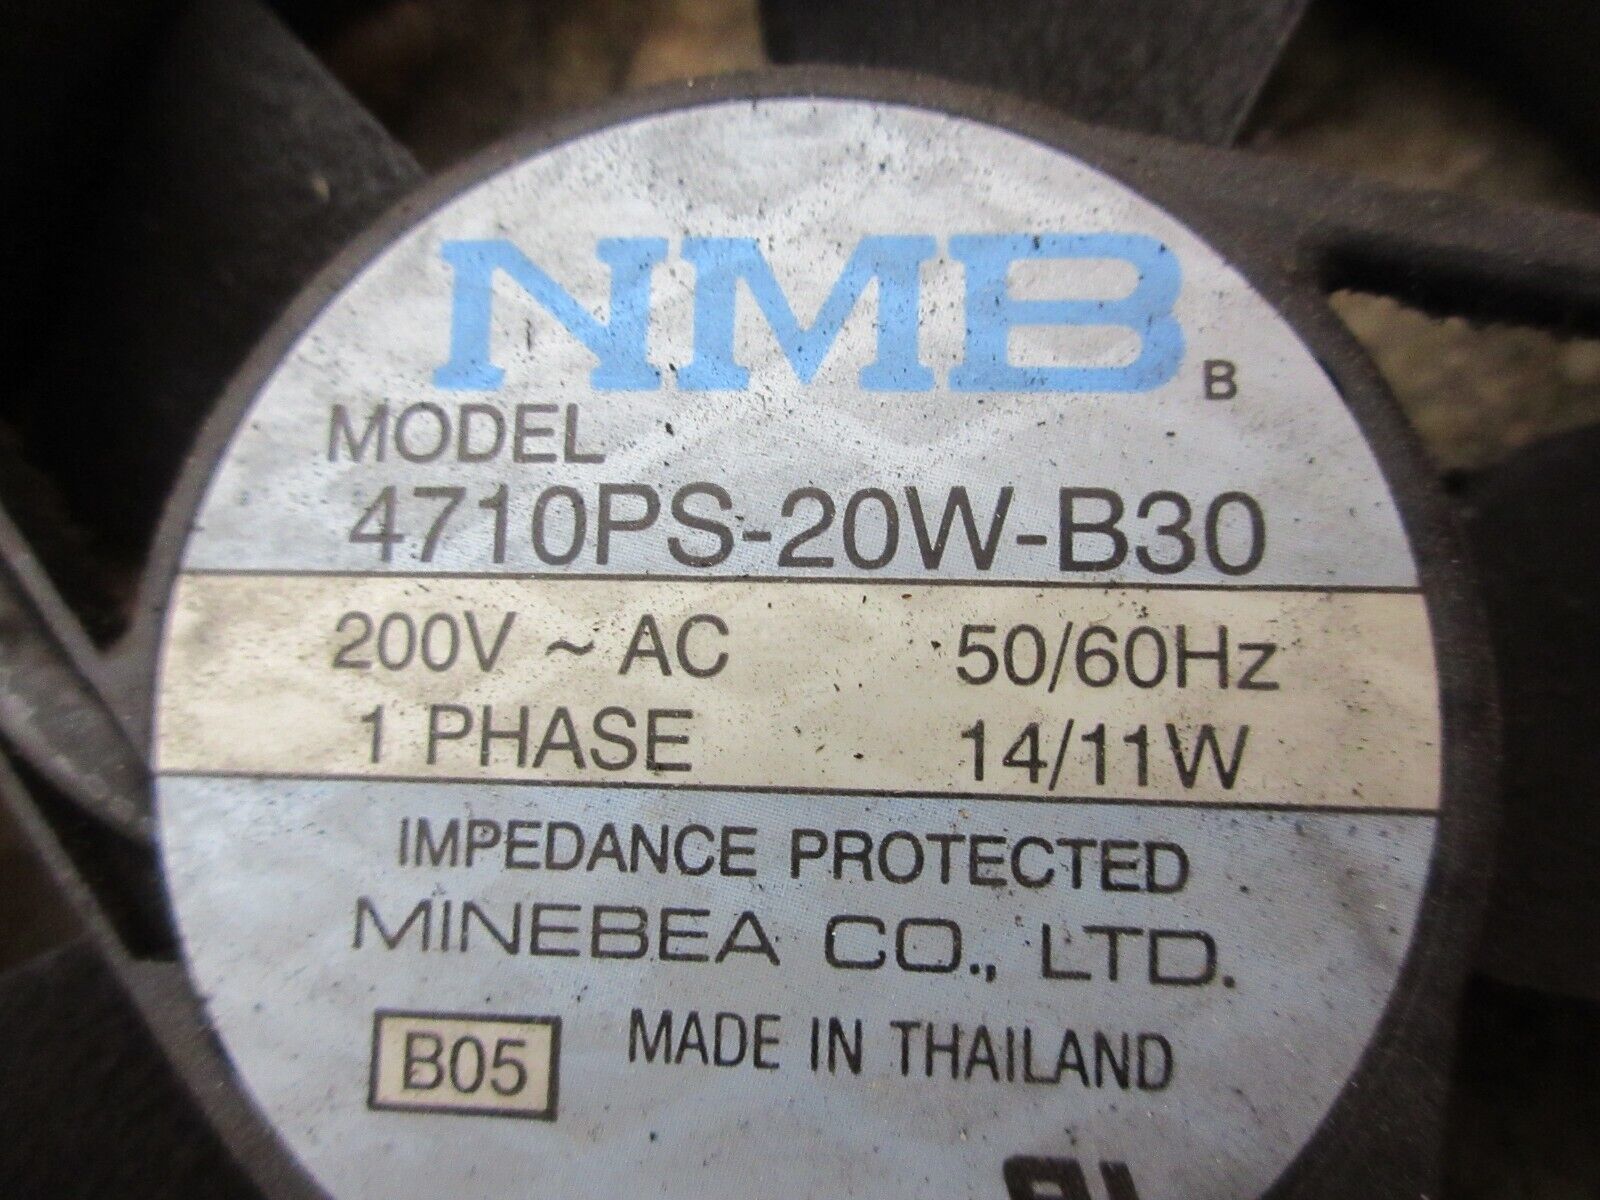 NMB B
MODEL
4710PS-20W-B30
200V ~ AC 50/60Hz
1 PHASE 14/11W
IMPEDANCE PROTECTED
MINEBEA CO., LTD.
B05 MADE IN THAILAND